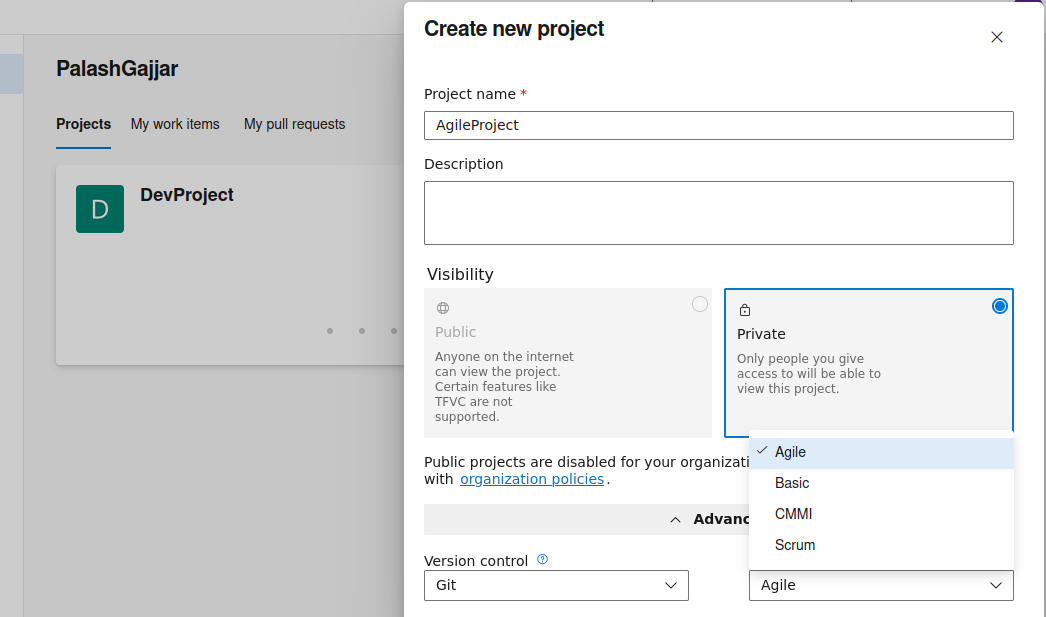 PalashGajjar
Projects My work items My pull requests
D DevProject
Create new project
Project name *
AgileProject
Description
Visibility
Public
Anyone on the internet
can view the project.
Certain features like
TFVC are not
supported.
Private
Only people you give
access to will be able to
view this project.
Public projects are disabled for your organizati
with organization policies.
Advanc
Version control ?
Git
Agile
Basic
CMMI
Scrum
Agile